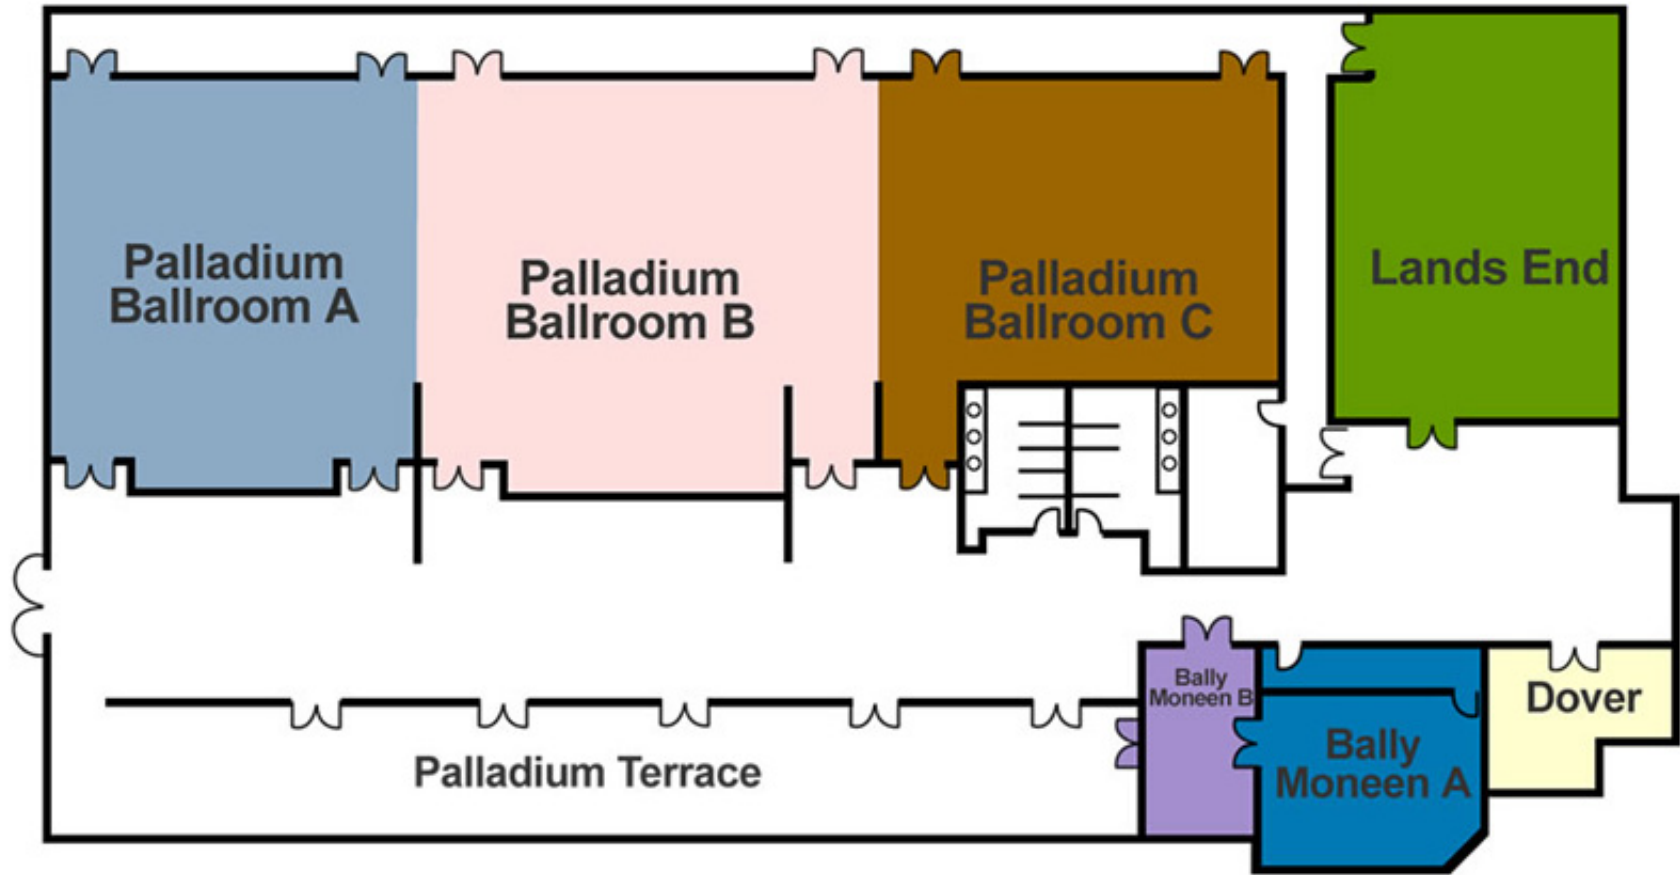 Palladium
Ballroom A
Palladium
Ballroom B
Palladium
Ballroom C
Lands End
Bally
Moneen B
Bally
Moneen A
Dover
Palladium Terrace